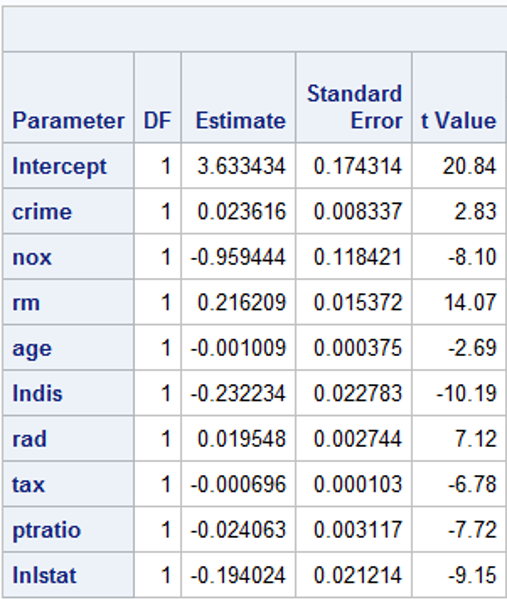 Parameter DF Estimate Standard Error t Value
Intercept 1 3.633434 0.174314 20.84
crime 1 0.023616 0.008337 2.83
nox 1 -0.959444 0.118421 -8.10
rm 1 0.216209 0.015372 14.07
age 1 -0.001009 0.000375 -2.69
lndis 1 -0.232234 0.022783 -10.19
rad 1 0.019548 0.002744 7.12
tax 1 -0.000696 0.000103 -6.78
ptratio 1 -0.024063 0.003117 -7.72
lnlstat 1 -0.194024 0.021214 -9.15